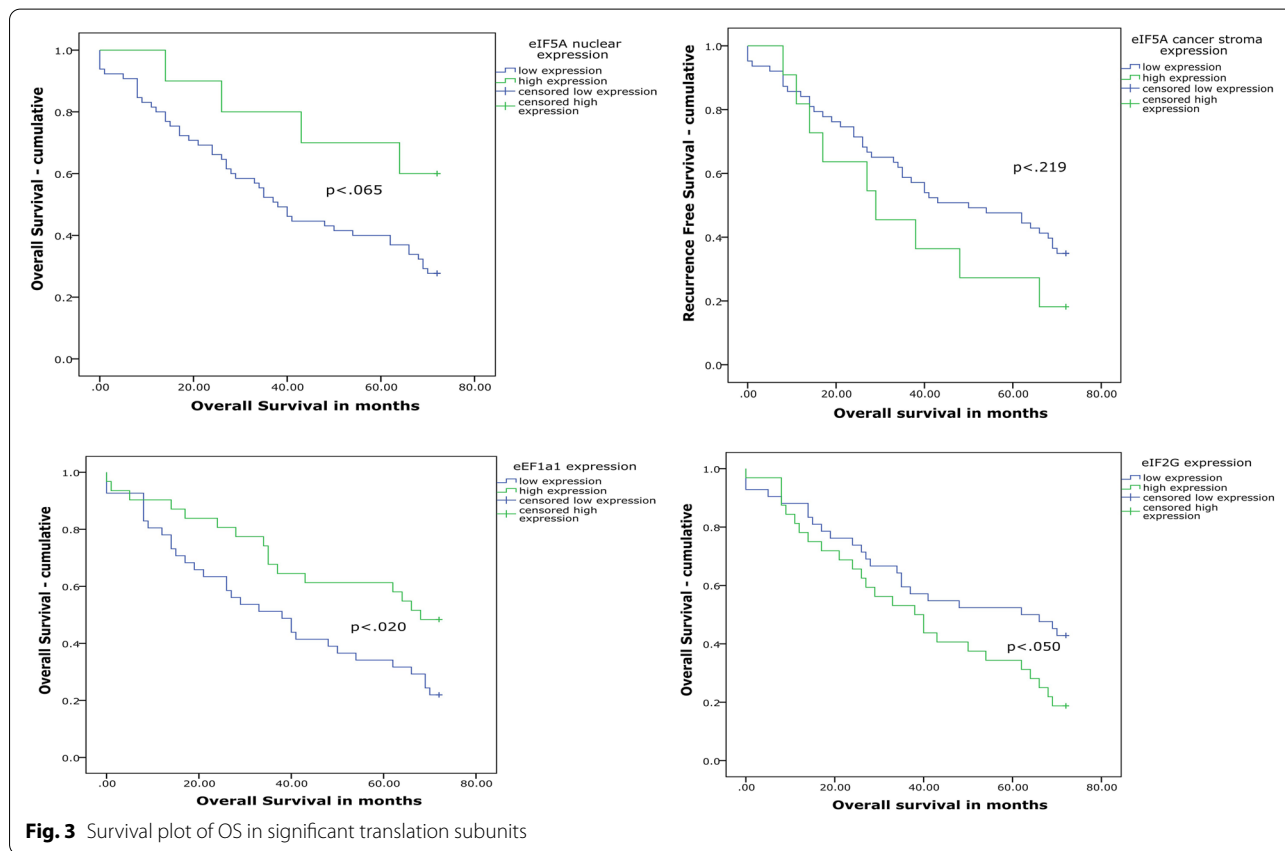 eIF5A nuclear
expression
low expression
high expression
censored low expression
censored high
expression
1.0
0.8
0.6
0.4
0.2
0.0
Overall Survival - cumulative
p<.065
.00
20.00
40.00
60.00
80.00
Overall Survival in months
eIF5A cancer stroma
expression
low expression
high expression
censored low expression
censored high
expression
1.0
0.8
0.6
0.4
0.2
0.0
Recurrence Free Survival - cumulative
p<.219
.00
20.00
40.00
60.00
80.00
Overall survival in months
eEF1a1 expression
low expression
high expression
censored low expression
censored high
expression
1.0
0.8
0.6
0.4
0.2
0.0
Overall Survival - cumulative
p<.020
.00
20.00
40.00
60.00
80.00
Overall Survival in months
eIF2G expression
low expression
high expression
censored low expression
censored high
expression
1.0
0.8
0.6
0.4
0.2
0.0
Overall Survival - cumulative
p<.050
.00
20.00
40.00
60.00
80.00
Overall survival in months
Fig. 3 Survival plot of OS in significant translation subunits